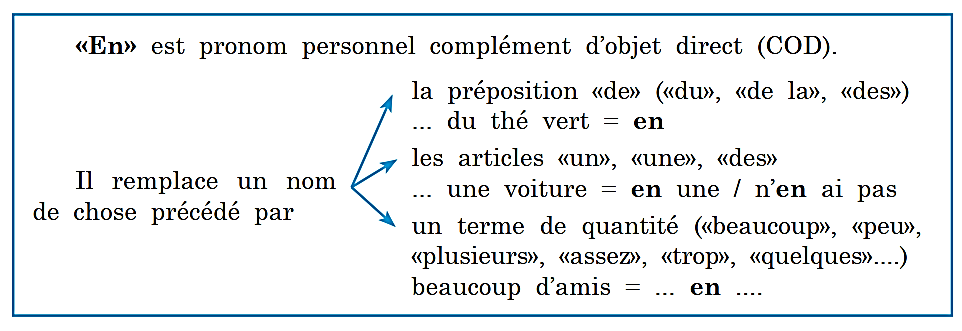 «En» est pronom personnel complément d’objet direct (COD).
la préposition «de» («du», «de la», «des»)
... du thé vert = en
Il remplace un nom
de chose précédé par
les articles «un», «une», «des»
... une voiture = en une / n’en ai pas
un terme de quantité («beaucoup», «peu»,
«plusieurs», «assez», «trop», «quelques»....)
beaucoup d’amis = ... en ....